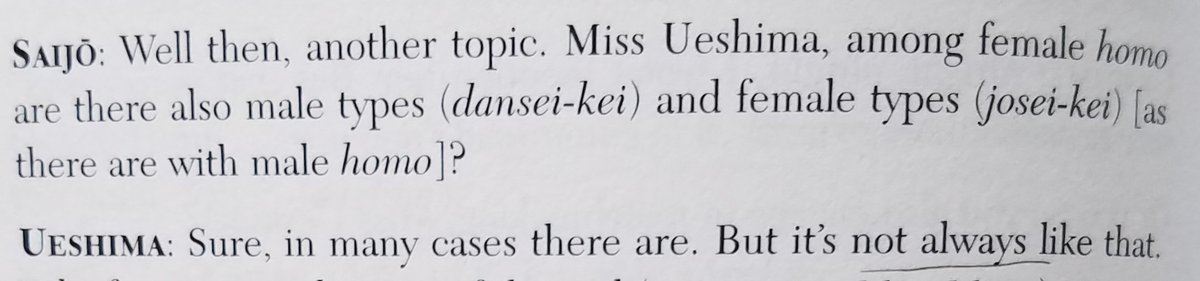 SAIJŌ: Well then, another topic. Miss Ueshima, among female homo
are there also male types (dansei-kei) and female types (josei-kei) [as
there are with male homo]?
UESHIMA: Sure, in many cases there are. But it's not always like that.